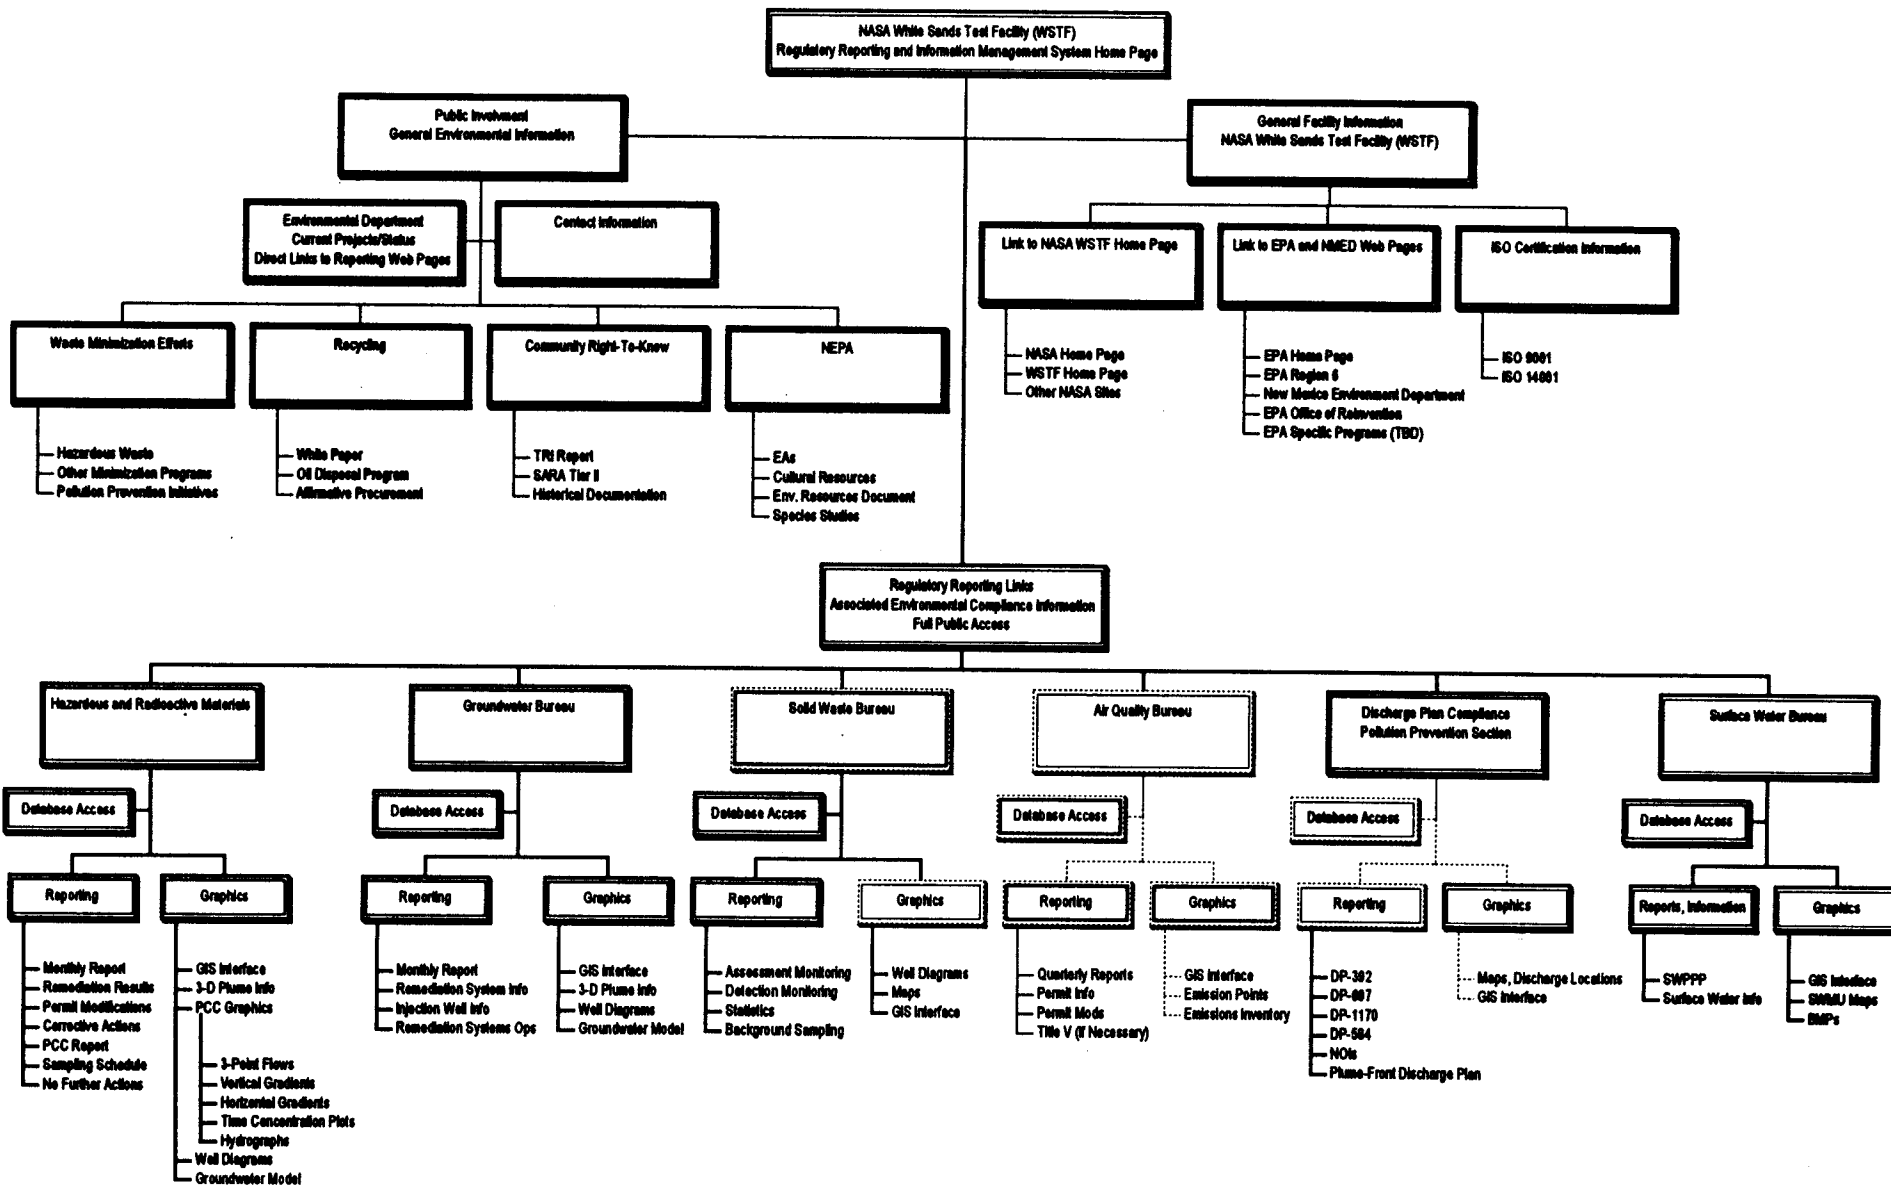 NASA White Sands Test Facility (WSTF)
Regulatory Reporting and Information Management System Home Page
Public Involvment
General Environmental Information
General Facility Information
NASA White Sands Test Facility (WSTF)
Environmental Department
Current Projects/Status
Direct Links to Reporting Web Pages
Contact Information
Link to NASA WSTF Home Page
Link to EPA and NMED Web Pages
ISO Certification Information
NASA Home Page
WSTF Home Page
Other NASA Sites
EPA Home Page
EPA Region 6
New Mexico Environment Department
EPA Office of Reinvention
EPA Specific Programs (TBD)
ISO 9001
ISO 14001
Waste Minimization Efforts
Recycling
Community Right-To-Know
NEPA
Hazardous Waste
Other Minimization Programs
Pollution Prevention Initiatives
White Paper
Oil Disposal Program
Affirmative Procurement
TRI Report
SARA Tier II
Historical Documentation
EAs
Cultural Resources
Env. Resources Document
Species Studies
Regulatory Reporting Links
Associated Environmental Compliance Information
Full Public Access
Hazardous and Radioactive Materials
Groundwater Bureau
Solid Waste Bureau
Air Quality Bureau
Discharge Plan Compliance
Pollution Prevention Section
Surface Water Bureau
Database Access
Database Access
Database Access
Database Access
Database Access
Database Access
Reporting
Graphics
Reporting
Graphics
Reporting
Graphics
Reporting
Graphics
Reporting
Graphics
Reports, Information
Graphics
Monthly Report
Remediation Results
Permit Modifications
Corrective Actions
PCC Report
Sampling Schedule
No Further Actions
GIS Interface
3-D Plume Info
PCC Graphics
3-Point Flows
Vertical Gradients
Horizontal Gradients
Time Concentration Plots
Hydrographs
Well Diagrams
Groundwater Model
Monthly Report
Remediation System Info
Injection Well Info
Remediation Systems Ops
GIS Interface
3-D Plume Info
Well Diagrams
Groundwater Model
Assessment Monitoring
Detection Monitoring
Statistics
Background Sampling
Well Diagrams
Maps
GIS Interface
Quarterly Reports
Permit Info
Permit Mods
Title V (If Necessary)
GIS Interface
Emission Points
Emissions Inventory
DP-392
DP-697
DP-1170
DP-584
NOIs
Plume-Front Discharge Plan
Maps, Discharge Locations
GIS Interface
SWPPP
Surface Water Info
GIS Interface
SWMU Maps
BMPs